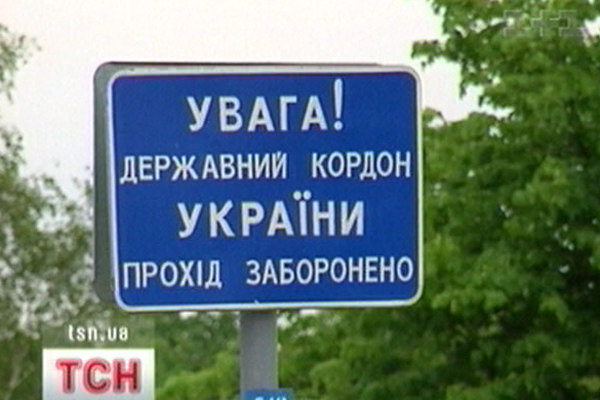 УВАГА!
ДЕРЖАВНИЙ КОРДОН
УКРАЇНИ
ПРОХІД ЗАБОРОНЕНО
tsn.ua
ТСН